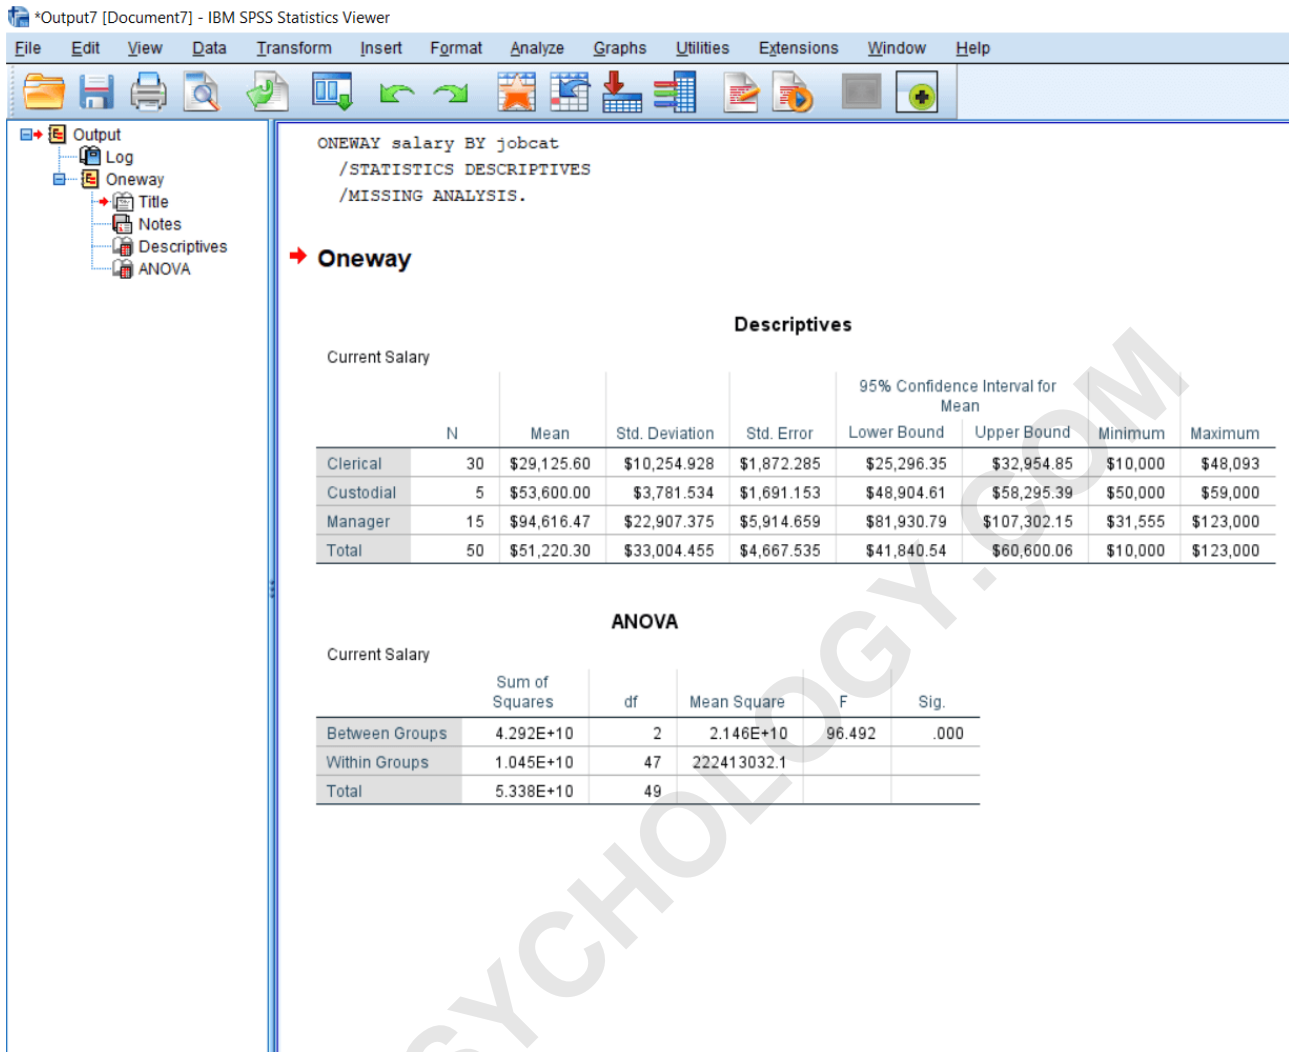 *Output7 [Document7] - IBM SPSS Statistics Viewer
File Edit View Data Transform Insert Format Analyze Graphs Utilities Extensions Window Help
Output
Log
Oneway
Title
Notes
Descriptives
ANOVA
ONEWAY salary BY jobcat
/STATISTICS DESCRIPTIVES
/MISSING ANALYSIS.
Oneway
Descriptives
Current Salary
95% Confidence Interval for
Mean
N Mean Std. Deviation Std. Error Lower Bound Upper Bound Minimum Maximum
Clerical 30 $29,125.60 $10,254.928 $1,872.285 $25,296.35 $32,954.85 $10,000 $48,093
Custodial 5 $53,600.00 $3,781.534 $1,691.153 $48,904.61 $58,295.39 $50,000 $59,000
Manager 15 $94,616.47 $22,907.375 $5,914.659 $81,930.79 $107,302.15 $31,555 $123,000
Total 50 $51,220.30 $33,004.455 $4,667.535 $41,840.54 $60,600.06 $10,000 $123,000
ANOVA
Current Salary
Sum of
Squares df Mean Square F Sig.
Between Groups 4.292E+10 2 2.146E+10 96.492 .000
Within Groups 1.045E+10 47 222413032.1
Total 5.338E+10 49
SYCHOLOGY.COM